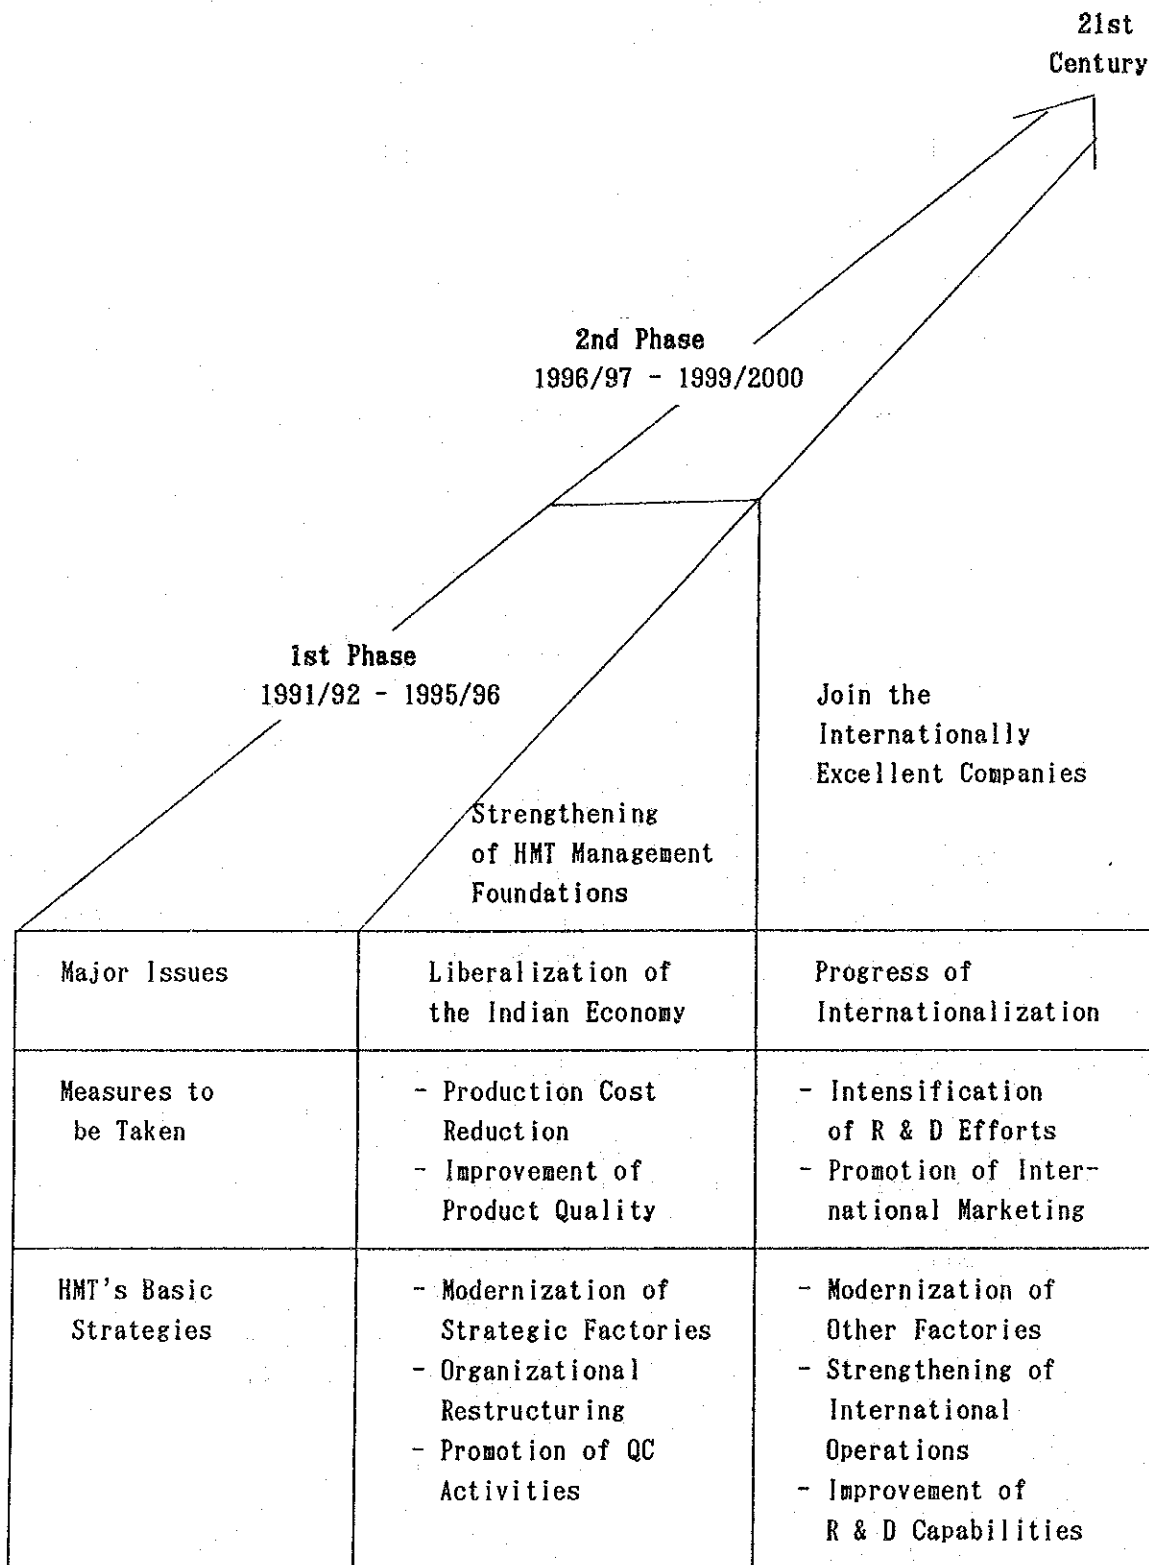 21st
Century
2nd Phase
1996/97 - 1999/2000
1st Phase
1991/92 - 1995/96
Join the
Internationally
Excellent Companies
Strengthening
of HMT Management
Foundations
Major Issues
Liberalization of
the Indian Economy
Progress of
Internationalization
Measures to
be Taken
- Production Cost
Reduction
- Improvement of
Product Quality
- Intensification
of R & D Efforts
- Promotion of Inter-
national Marketing
HMT's Basic
Strategies
- Modernization of
Strategic Factories
- Organizational
Restructuring
- Promotion of QC
Activities
- Modernization of
Other Factories
- Strengthening of
International
Operations
- Improvement of
R & D Capabilities